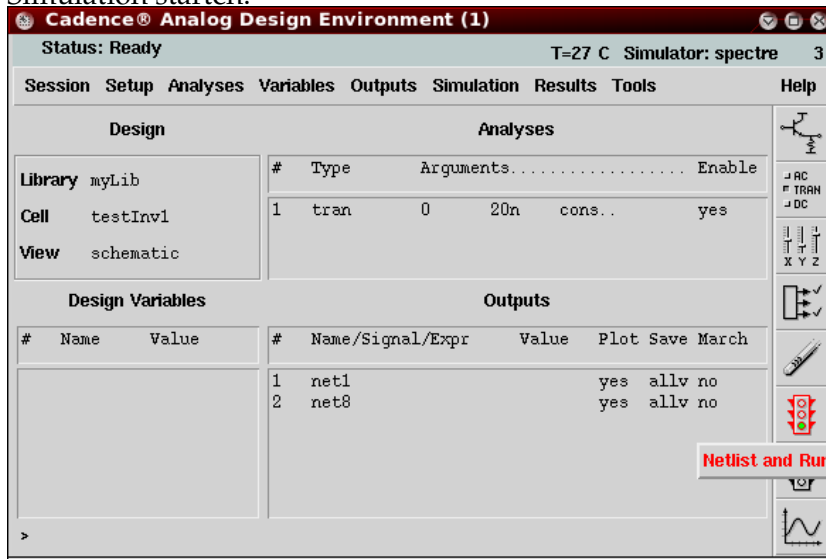 Simulation starten.
Cadence® Analog Design Environment (1)
Status: Ready
T=27 C Simulator: spectre 3
Session Setup Analyses Variables Outputs Simulation Results Tools Help
Design
Library myLib
Cell testInv1
View schematic
Analyses
# Type Arguments................... Enable
1 tran 0 20n cons.. yes
AC
TRAN
DC
X Y Z
Design Variables
# Name Value
Outputs
# Name/Signal/Expr Value Plot Save March
1 net1 yes allv no
2 net8 yes allv no
Netlist and Run
>